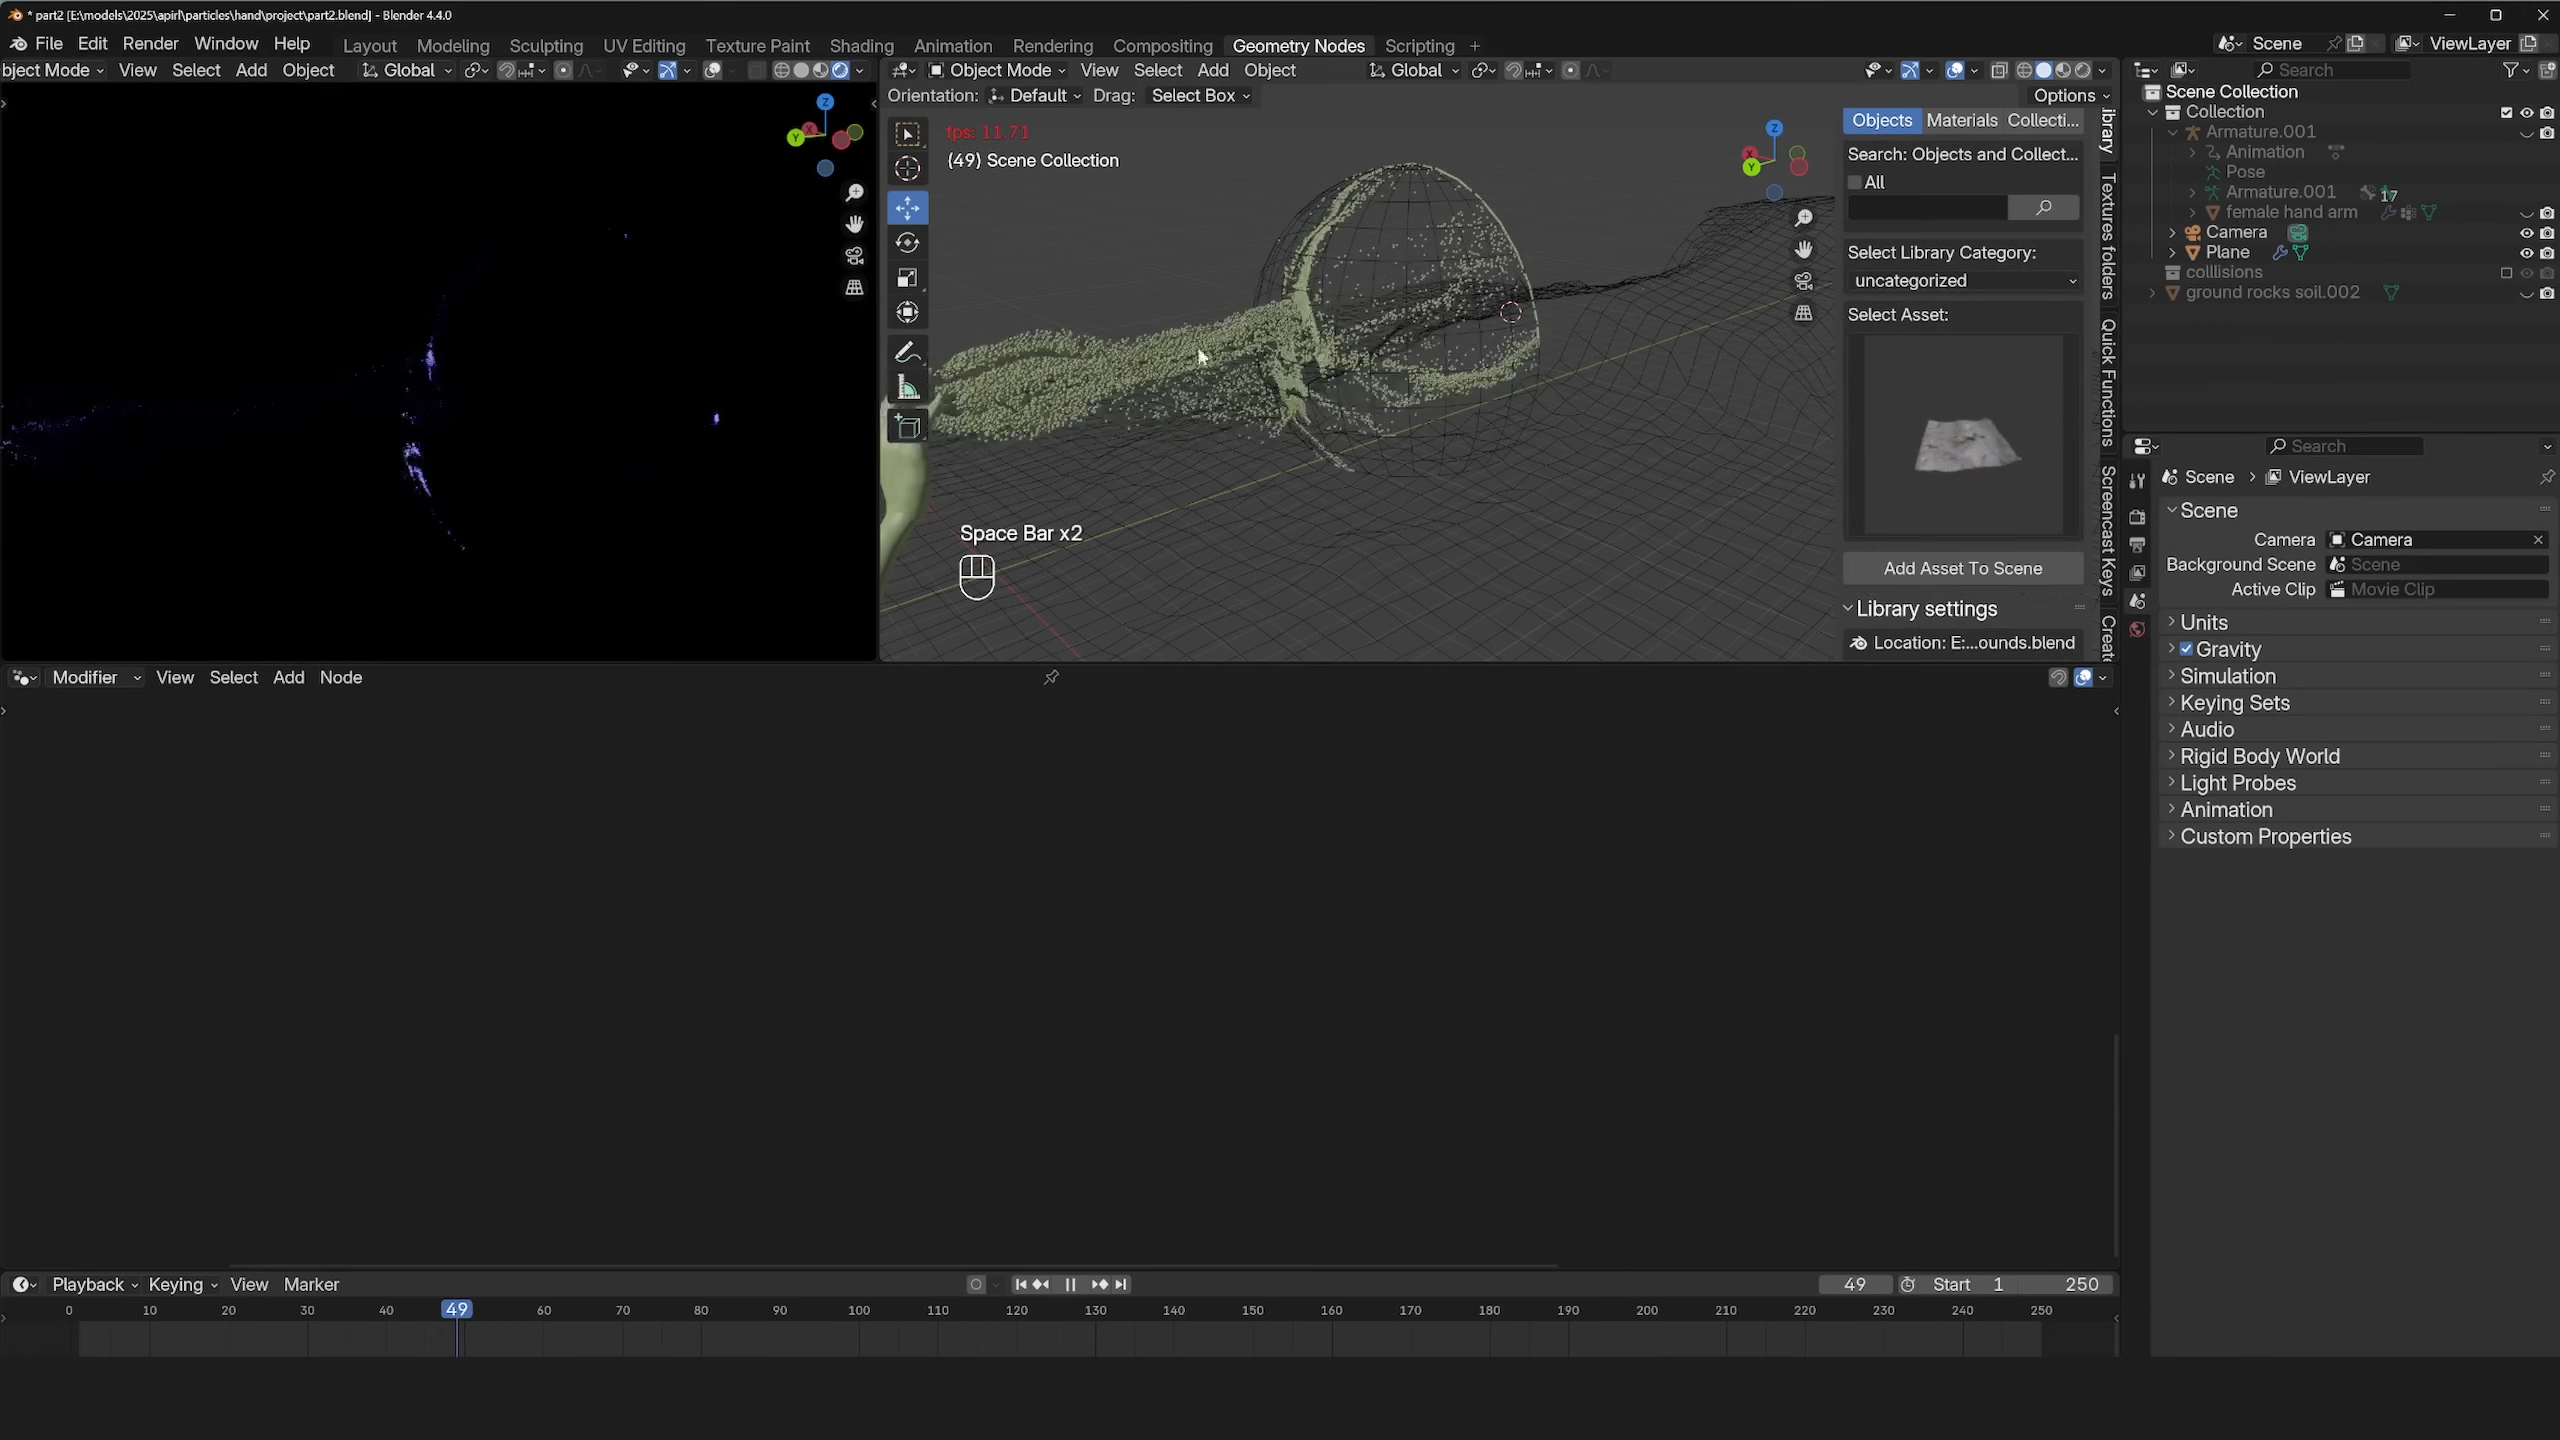 * part2 [E:\models\2025\apirl\particles\hand\project\part2.blend] - Blender 4.4.0
File Edit Render Window Help Layout Modeling Sculpting UV Editing Texture Paint Shading Animation Rendering Compositing Geometry Nodes Scripting + Scene ViewLayer
bject Mode View Select Add Object Global
Object Mode View Select Add Object Global
Orientation: Default Drag: Select Box Options
Z
X
Y
fps: 11.71
(49) Scene Collection
Z
X
Y
Space Bar x2
Objects Materials Collecti...
Search: Objects and Collect...
All
Select Library Category:
uncategorized
Select Asset:
Add Asset To Scene
Library settings
Location: E:...ounds.blend
ibrary
Textures folders
Quick Functions
Screencast Keys
Create
Search
Scene Collection
Collection
Armature.001
Animation
Pose
Armature.001 17
female hand arm
Camera
Plane
colllisions
ground rocks soil.002
Search
Scene > ViewLayer
Scene
Camera Camera
Background Scene Scene
Active Clip Movie Clip
Units
Gravity
Simulation
Keying Sets
Audio
Rigid Body World
Light Probes
Animation
Custom Properties
Modifier View Select Add Node
Playback Keying View Marker 49 Start 1 250
0 10 20 30 40 49 60 70 80 90 100 110 120 130 140 150 160 170 180 190 200 210 220 230 240 250